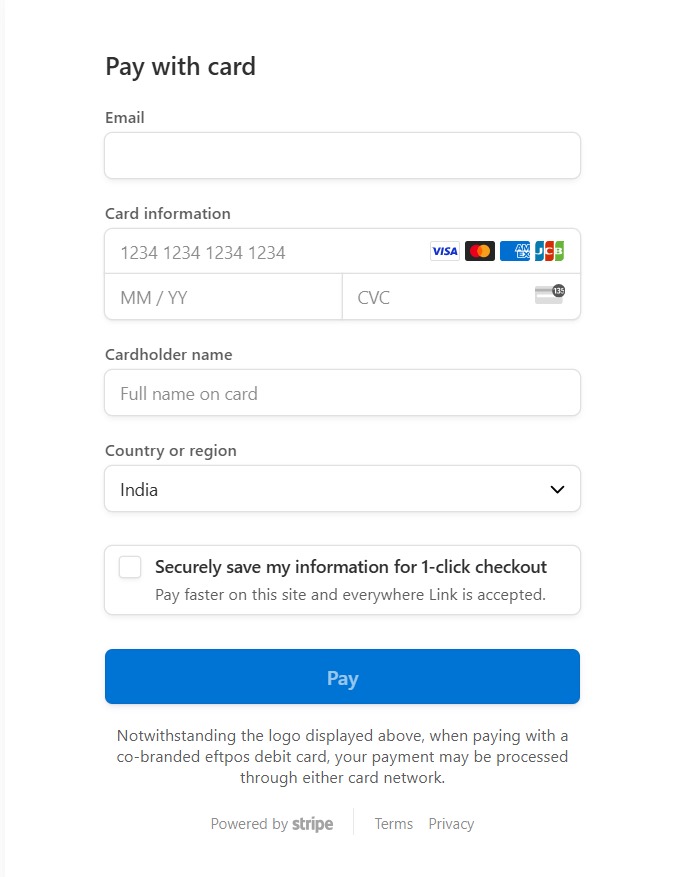 Pay with card
Email
Card information
1234 1234 1234 1234 VISA AM EX JCB
MM / YY CVC 135
Cardholder name
Full name on card
Country or region
India
Securely save my information for 1-click checkout
Pay faster on this site and everywhere Link is accepted.
Pay
Notwithstanding the logo displayed above, when paying with a
co-branded eftpos debit card, your payment may be processed
through either card network.
Powered by stripe Terms Privacy